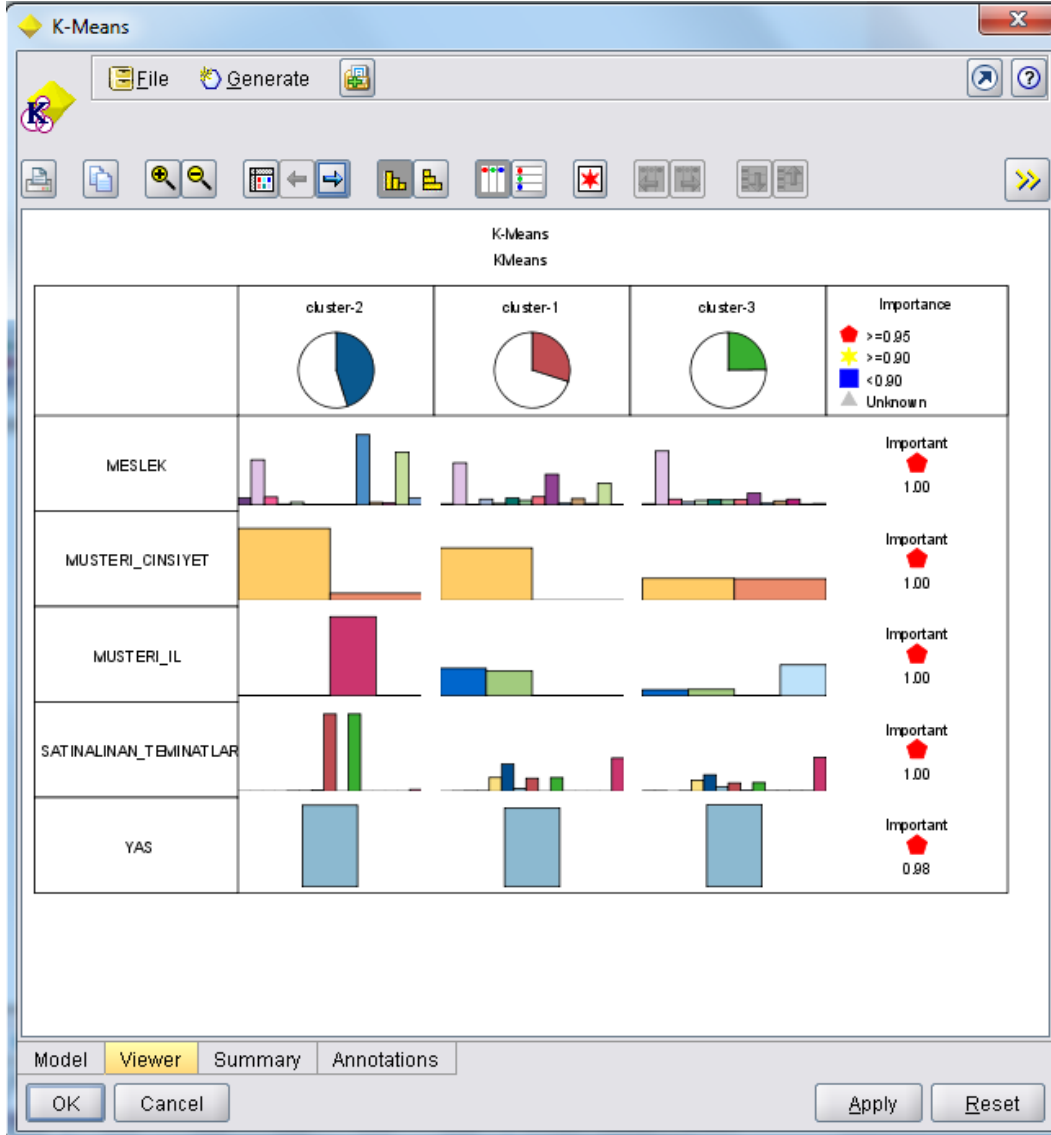 K-Means
File Generate
K-Means
KMeans
cluster-2 cluster-1 cluster-3 Importance
>=0.95
>=0.90
<0.90
Unknown
MESLEK Important
1.00
MUSTERI_CINSIYET Important
1.00
MUSTERI_IL Important
1.00
SATINALINAN_TEMINATLAR Important
1.00
YAS Important
0.98
Model Viewer Summary Annotations
OK Cancel Apply Reset